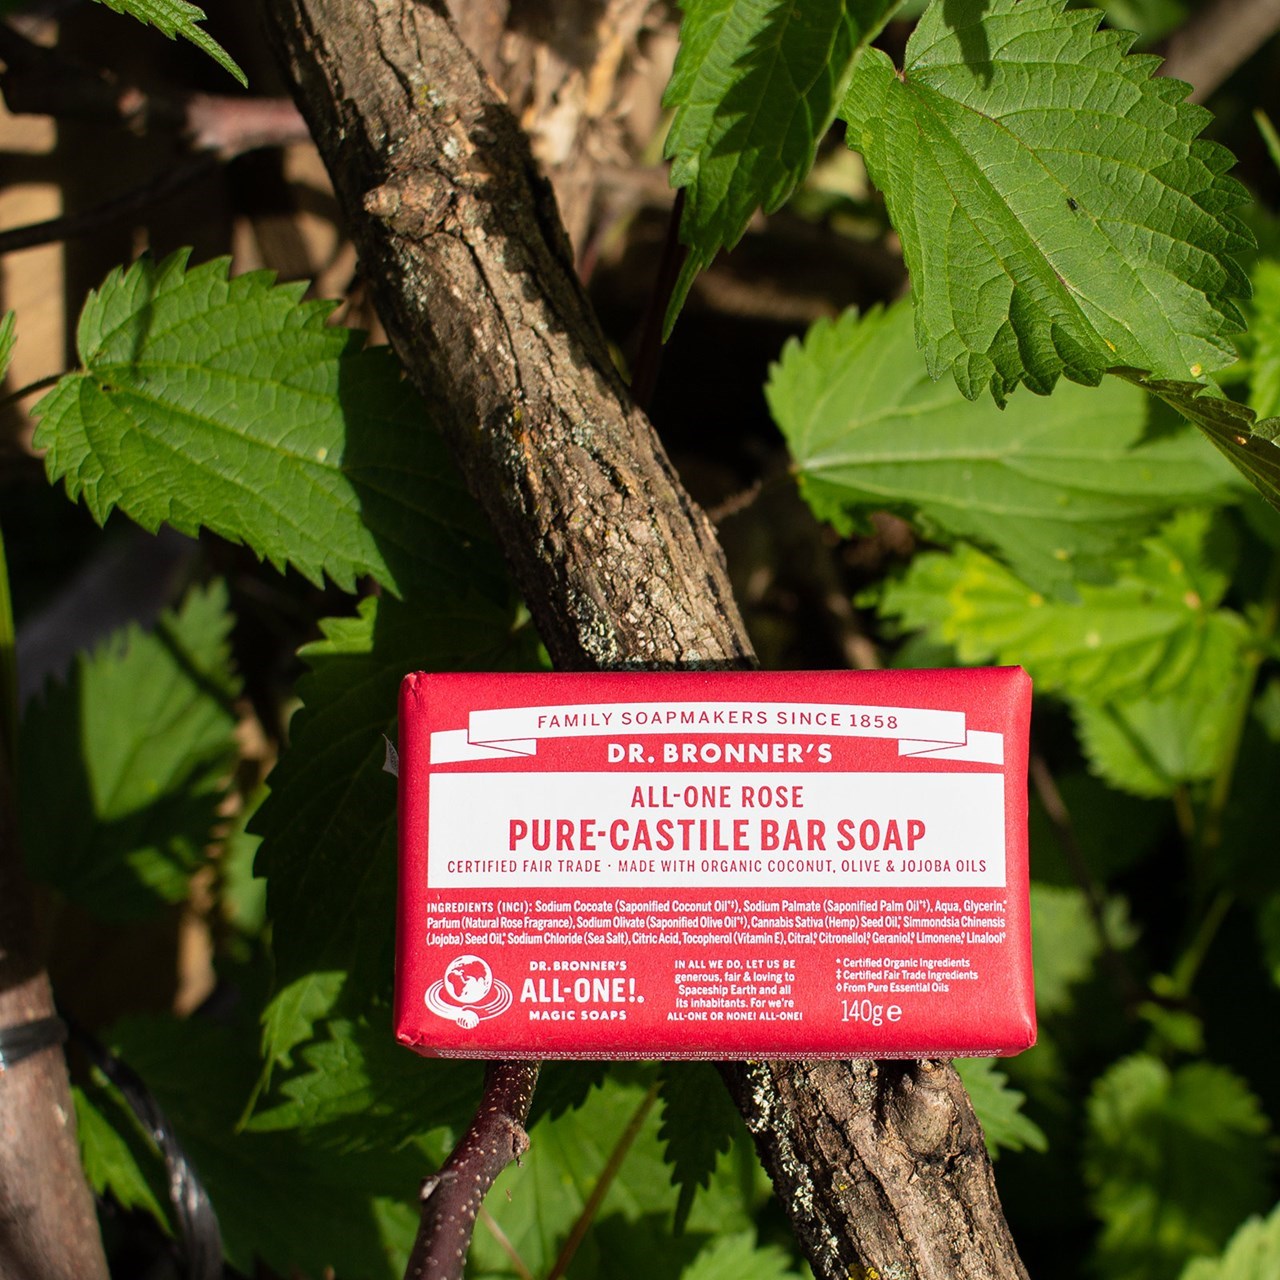 FAMILY SOAPMAKERS SINCE 1858
DR. BRONNER'S
ALL-ONE ROSE
PURE-CASTILE BAR SOAP
CERTIFIED FAIR TRADE · MADE WITH ORGANIC COCONUT, OLIVE & JOJOBA OILS
INGREDIENTS (INCI): Sodium Cocoate (Saponified Coconut Oil*‡), Sodium Palmate (Saponified Palm Oil*‡), Aqua, Glycerin,*
Parfum (Natural Rose Fragrance), Sodium Olivate (Saponified Olive Oil*‡), Cannabis Sativa (Hemp) Seed Oil,* Simmondsia Chinensis
(Jojoba) Seed Oil,* Sodium Chloride (Sea Salt), Citric Acid, Tocopherol (Vitamin E), Citral,◊ Citronellol,◊ Geraniol,◊ Limonene,◊ Linalool◊
DR. BRONNER'S
ALL-ONE!.
MAGIC SOAPS
IN ALL WE DO, LET US BE
generous, fair & loving to
Spaceship Earth and all
its inhabitants. For we're
ALL-ONE OR NONE! ALL-ONE!
* Certified Organic Ingredients
‡ Certified Fair Trade Ingredients
◊ From Pure Essential Oils
140g e